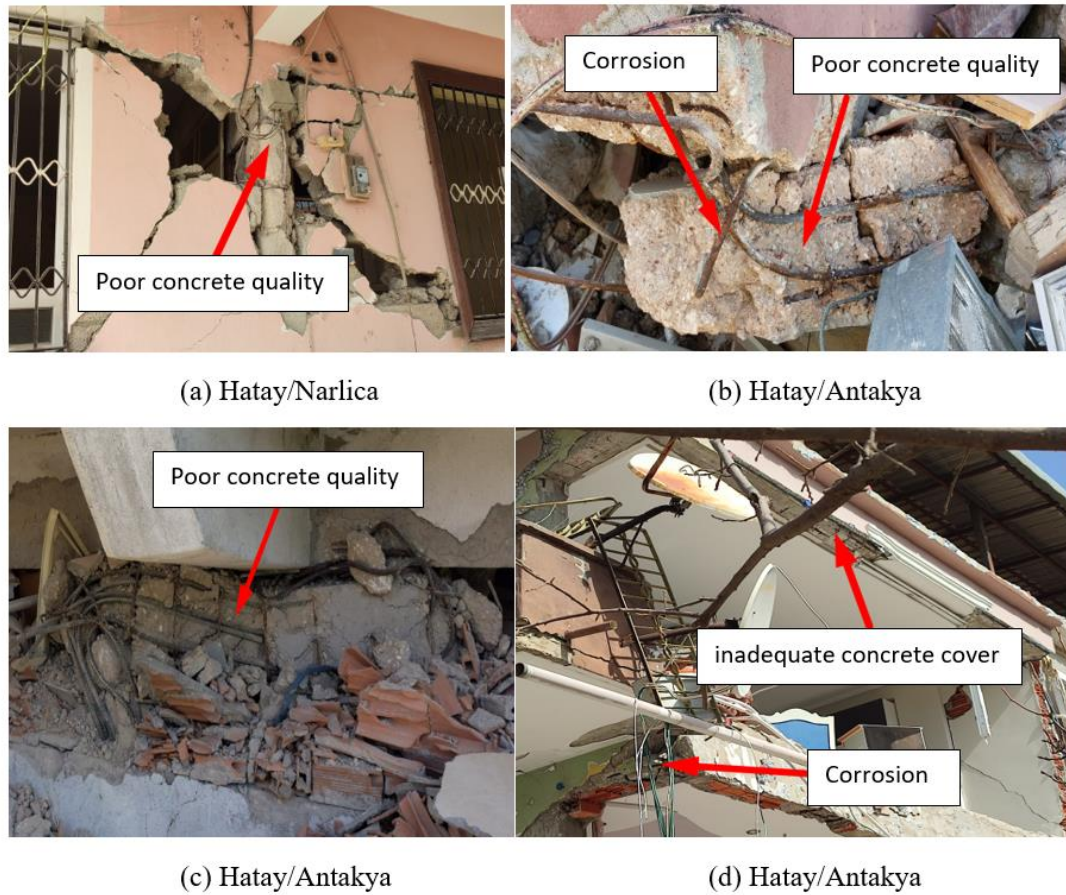 Poor concrete quality
Corrosion
Poor concrete quality
(a) Hatay/Narlica
(b) Hatay/Antakya
Poor concrete quality
inadequate concrete cover
Corrosion
(c) Hatay/Antakya
(d) Hatay/Antakya